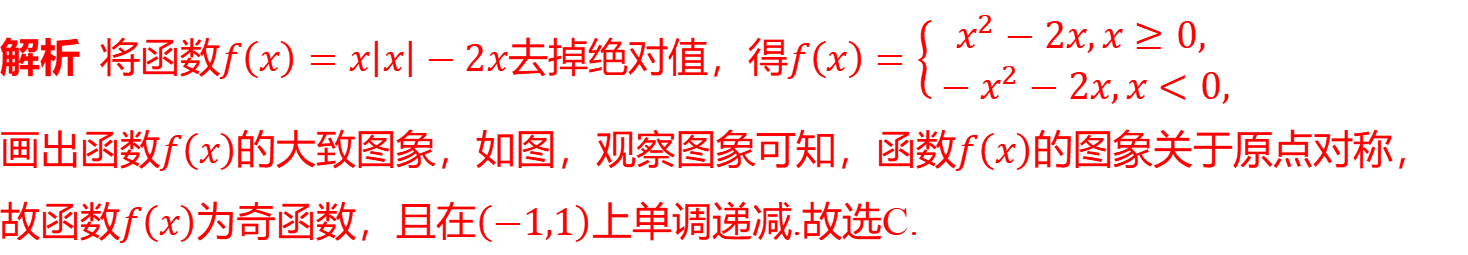 解析 将函数f(x) = x|x| − 2x去掉绝对值，得f(x) = { x² − 2x, x ≥ 0,
− x² − 2x, x < 0,
画出函数f(x)的大致图象，如图，观察图象可知，函数f(x)的图象关于原点对称，
故函数f(x)为奇函数，且在(−1,1)上单调递减.故选C.